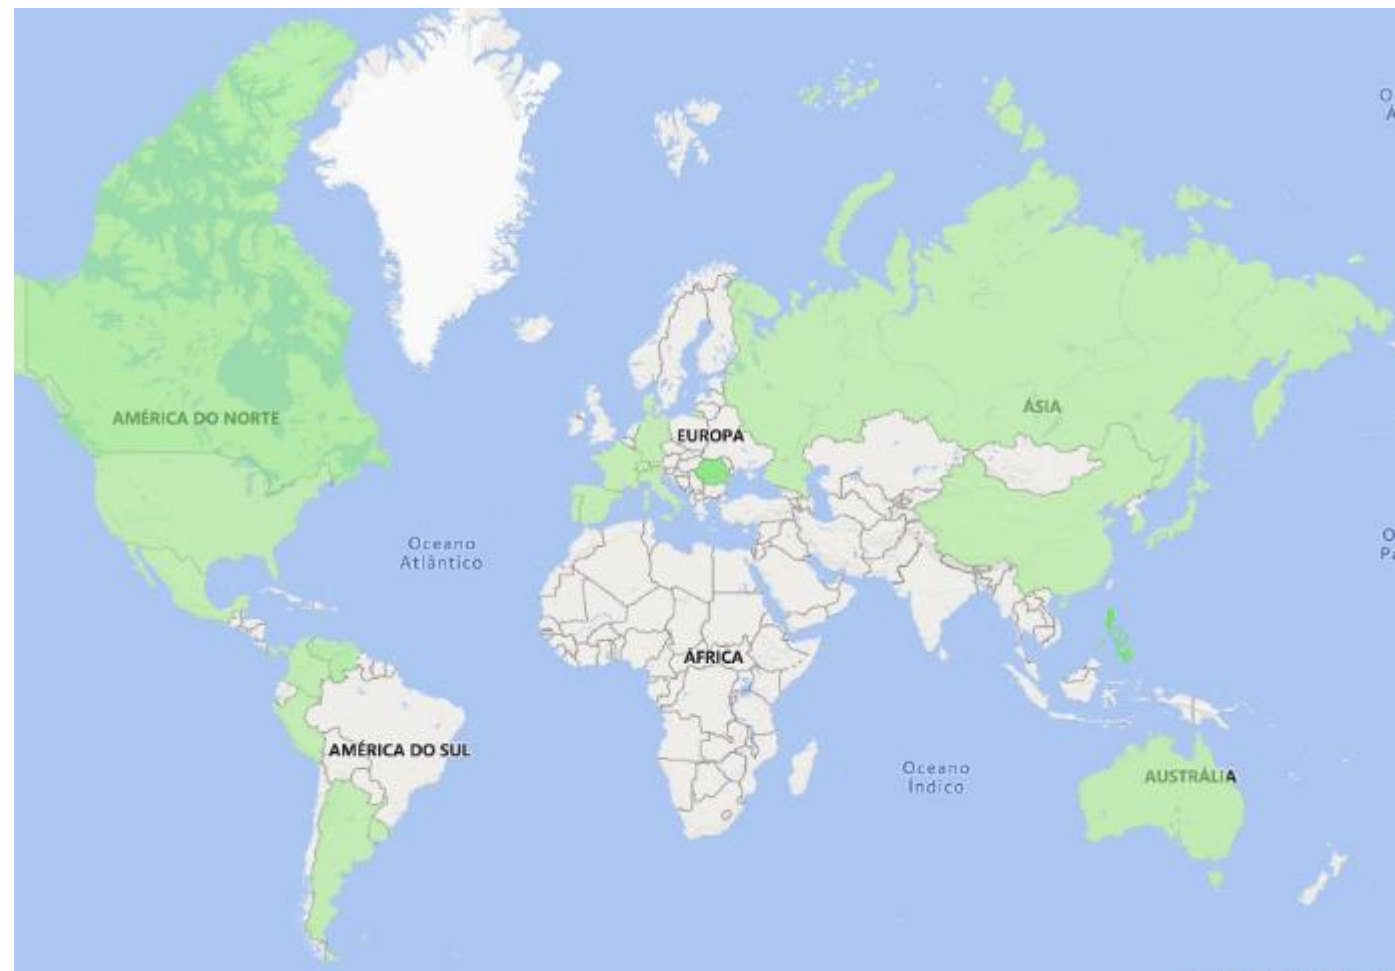 AMÉRICA DO NORTE
ÁSIA
EUROPA
Oceano
Atlântico
ÁFRICA
AMÉRICA DO SUL
Oceano
Índico
AUSTRÁLIA